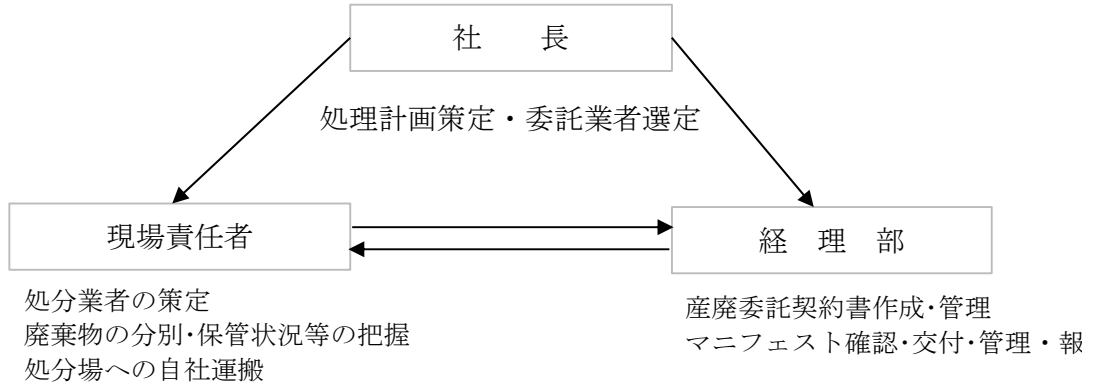 社　　長
処理計画策定・委託業者選定
現場責任者
経　理　部
処分業者の策定
廃棄物の分別･保管状況等の把握
処分場への自社運搬
産廃委託契約書作成･管理
マニフェスト確認･交付･管理・報